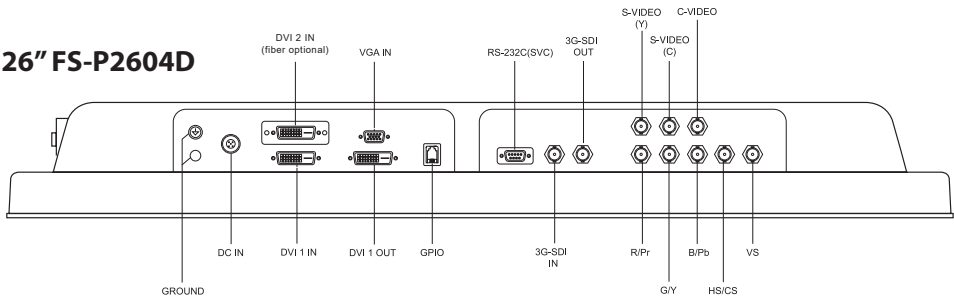 26" FS-P2604D
DVI 2 IN
(fiber optional)
VGA IN
RS-232C(SVC)
3G-SDI
OUT
S-VIDEO
(Y)
S-VIDEO
(C)
C-VIDEO
DC IN
DVI 1 IN
DVI 1 OUT
GPIO
3G-SDI
IN
R/Pr
B/Pb
VS
GROUND
G/Y
HS/CS